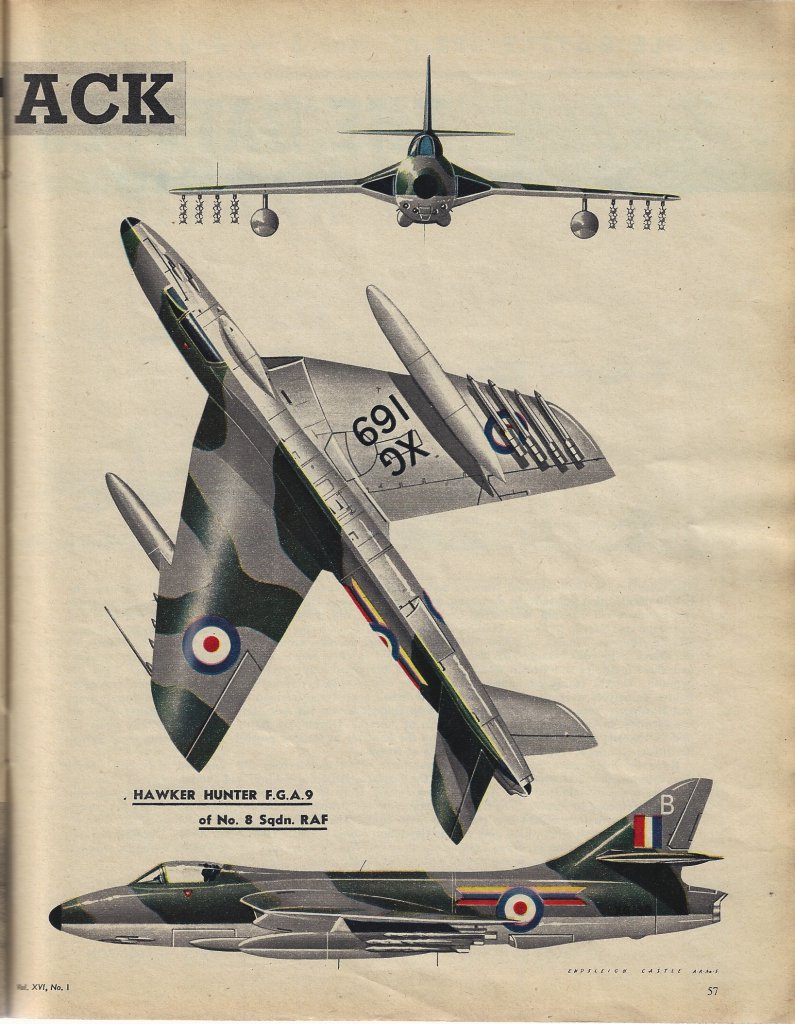 ACK
169
XG
HAWKER HUNTER F.G.A.9
of No. 8 Sqdn. RAF
B
ENDSLEIGH CASTLE
XVI, No. 1
57